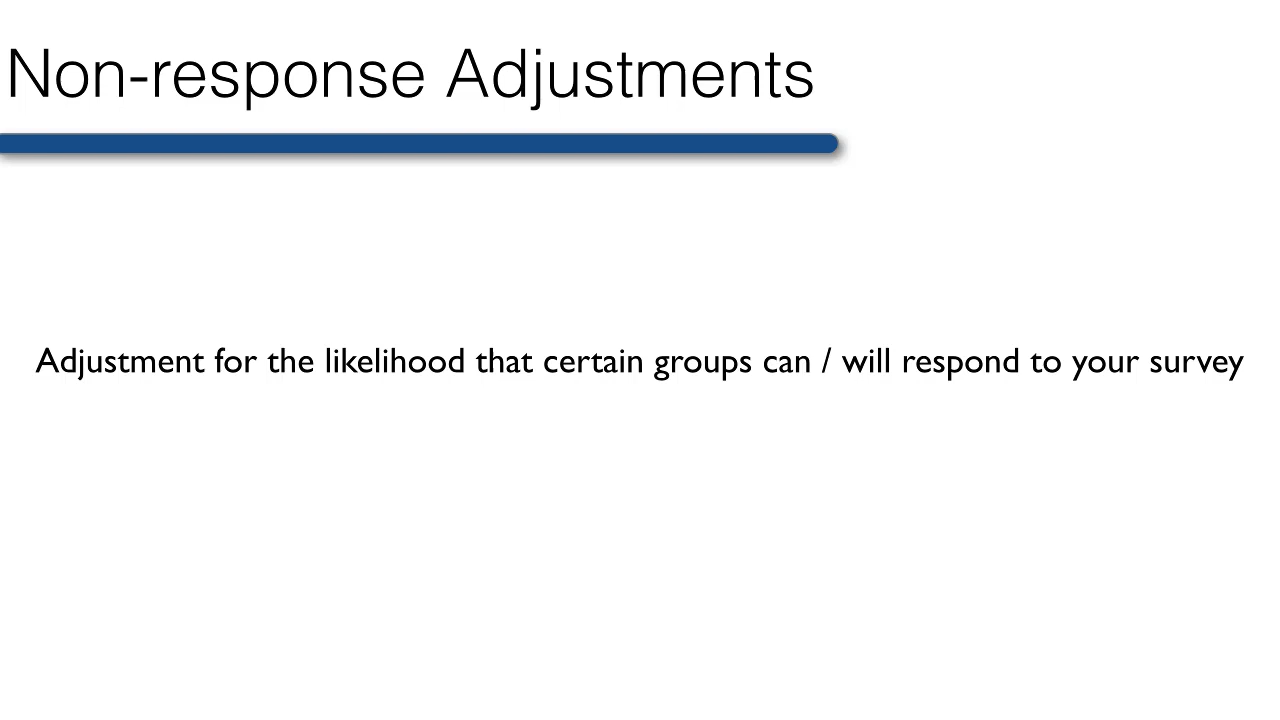 Non-response Adjustments
Adjustment for the likelihood that certain groups can / will respond to your survey